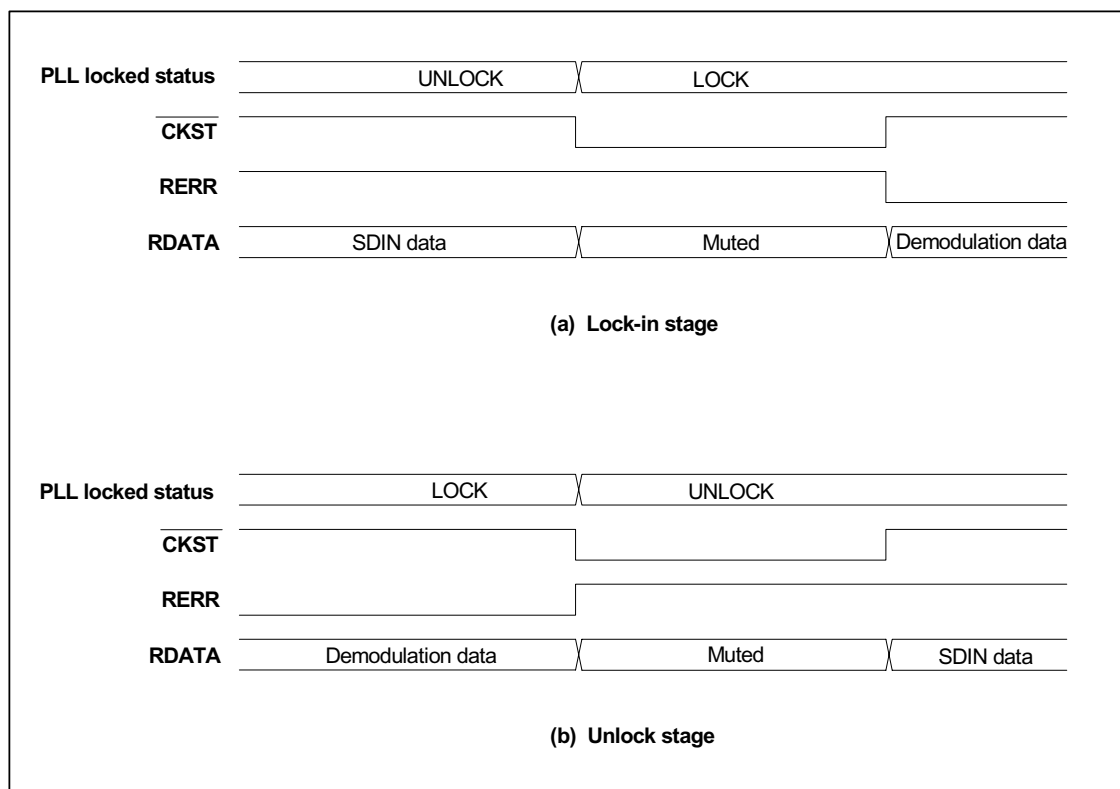 PLL locked status UNLOCK LOCK
CKST
RERR
RDATA SDIN data Muted Demodulation data
(a) Lock-in stage
PLL locked status LOCK UNLOCK
CKST
RERR
RDATA Demodulation data Muted SDIN data
(b) Unlock stage